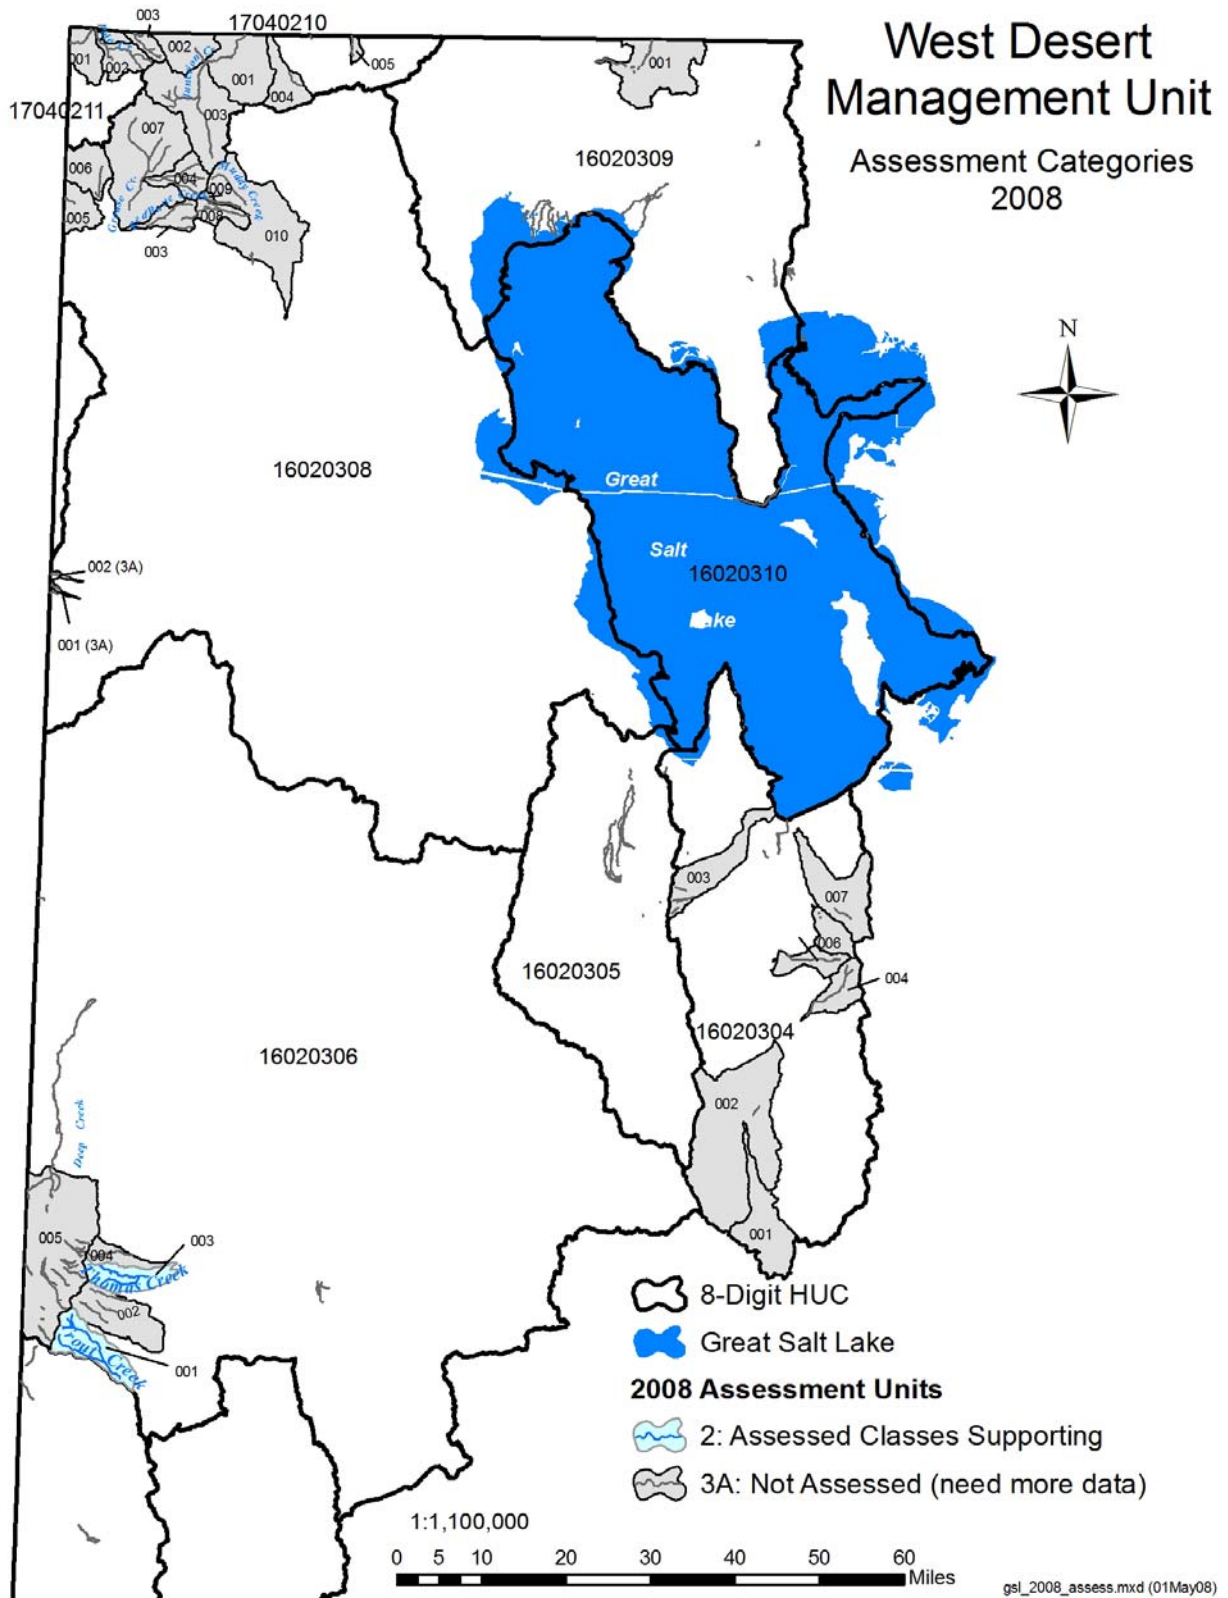 West Desert
Management Unit
Assessment Categories
2008
003
17040210
002
001
002
001
005
001
004
17040211
003
007
16020309
006
004
009
Muddy Creek
Grouse Cr.
005
008
010
003
N
16020308
Great
Salt
16020310
Lake
002 (3A)
001 (3A)
003
007
006
16020305
004
16020304
16020306
002
Deep Creek
005
003
004
001
Thomas Creek
002
Trout Creek
001
8-Digit HUC
Great Salt Lake
2008 Assessment Units
2: Assessed Classes Supporting
3A: Not Assessed (need more data)
1:1,100,000
0 5 10 20 30 40 50 60
Miles
gsl_2008_assess.mxd (01May08)